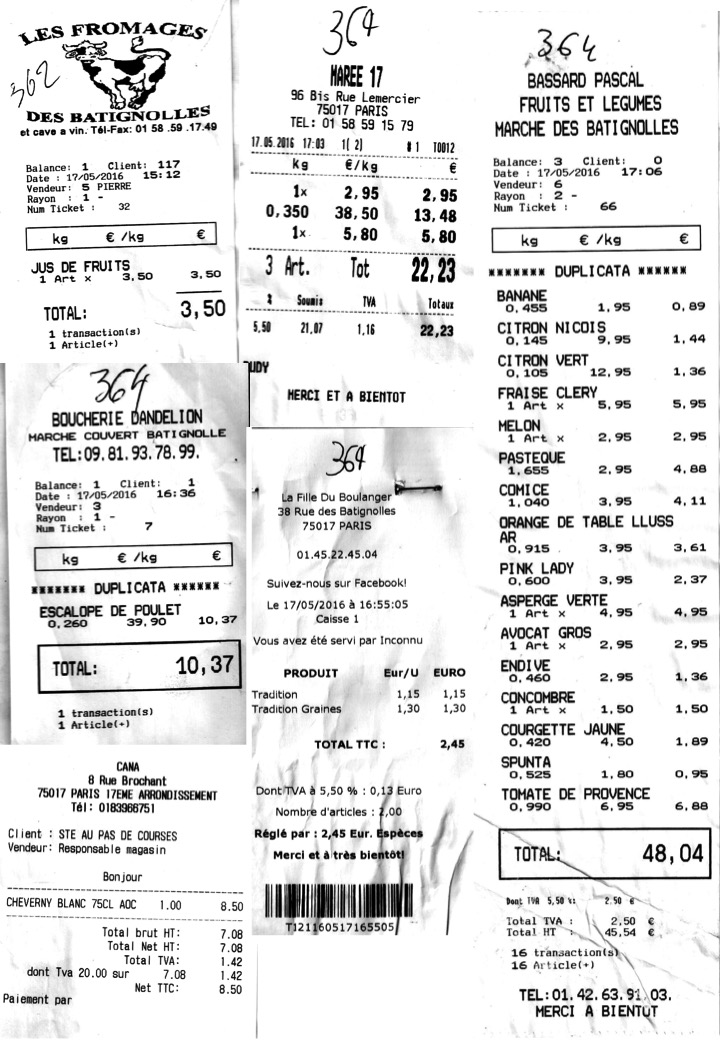 LES FROMAGES
362
DES BATIGNOLLES
et cave a vin. Tél-Fax: 01 58 .59 .17.49
Balance: 1 Client: 117
Date : 17/05/2016 15:12
Vendeur: 5 PIERRE
Rayon : 1 -
Num Ticket : 32
kg € /kg €
JUS DE FRUITS
1 Art x 3,50 3,50
TOTAL: 3,50
1 transaction(s)
1 Article(+)
364
BOUCHERIE DANDELION
MARCHE COUVERT BATIGNOLLE
TEL:09.81.93.78.99.
Balance: 1 Client: 1
Date : 17/05/2016 16:36
Vendeur: 3
Rayon : 1 -
Num Ticket : 7
kg € /kg €
******* DUPLICATA ******
ESCALOPE DE POULET
0,260 39,90 10,37
TOTAL: 10,37
1 transaction(s)
1 Article(+)
CANA
8 Rue Brochant
75017 PARIS 17EME ARRONDISSEMENT
Tél: 0183966751
Client : STE AU PAS DE COURSES
Vendeur: Responsable magasin
Bonjour
CHEVERNY BLANC 75CL AOC 1.00 8.50
Total brut HT: 7.08
Total Net HT: 7.08
Total TVA: 1.42
dont Tva 20.00 sur 7.08 1.42
Net TTC: 8.50
Paiement par
364
MAREE 17
96 Bis Rue Lemercier
75017 PARIS
TEL: 01 58 59 15 79
17.05.2016 17:03 1( 2) #1 T0012
kg €/kg €
1x 2,95 2,95
0,350 38,50 13,48
1x 5,80 5,80
3 Art. Tot 22,23
% Soumis TVA Totaux
5,50 21,07 1,16 22,23
UDY
MERCI ET A BIENTOT
364
La Fille Du Boulanger
38 Rue des Batignolles
75017 PARIS
01.45.22.45.04
Suivez-nous sur Facebook!
Le 17/05/2016 à 16:55:05
Caisse 1
Vous avez été servi par Inconnu
PRODUIT Eur/U EURO
Tradition 1,15 1,15
Tradition Graines 1,30 1,30
TOTAL TTC : 2,45
Dont TVA à 5,50 % : 0,13 Euro
Nombre d'articles : 2,00
Réglé par : 2,45 Eur. Espèces
Merci et à très bientôt!
T121160517165505
364
BASSARD PASCAL
FRUITS ET LEGUMES
MARCHE DES BATIGNOLLES
Balance: 3 Client: 0
Date : 17/05/2016 17:06
Vendeur: 6
Rayon : 2 -
Num Ticket : 66
kg € /kg €
******* DUPLICATA ******
BANANE
0,455 1,95 0,89
CITRON NICOIS
0,145 9,95 1,44
CITRON VERT
0,105 12,95 1,36
FRAISE CLERY
1 Art x 5,95 5,95
MELON
1 Art x 2,95 2,95
PASTEQUE
1,655 2,95 4,88
COMICE
1,040 3,95 4,11
ORANGE DE TABLE LLUSS
AR
0,915 3,95 3,61
PINK LADY
0,600 3,95 2,37
ASPERGE VERTE
1 Art x 4,95 4,95
AVOCAT GROS
1 Art x 2,95 2,95
ENDIVE
0,460 2,95 1,36
CONCOMBRE
1 Art x 1,50 1,50
COURGETTE JAUNE
0,420 4,50 1,89
SPUNTA
0,525 1,80 0,95
TOMATE DE PROVENCE
0,990 6,95 6,88
TOTAL: 48,04
Dont TVA 5,50 %: 2.50 €
Total TVA : 2,50 €
Total HT : 45,54 €
16 transaction(s)
16 Article(+)
TEL:01.42.63.91.03.
MERCI A BIENTOT